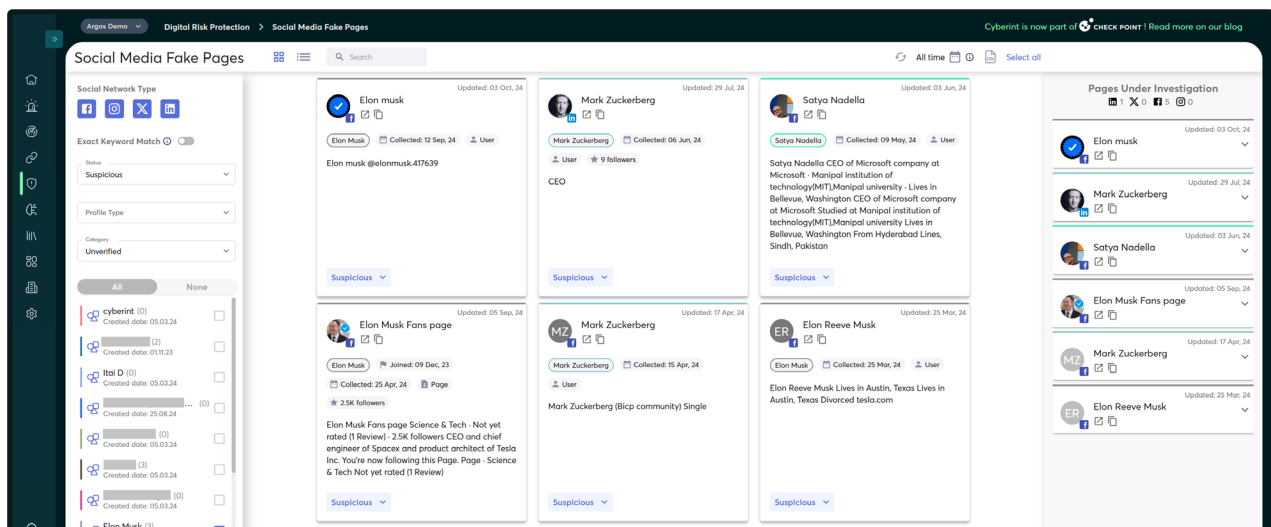 Argos Demo
Digital Risk Protection > Social Media Fake Pages
Cyberint is now part of CHECK POINT ! Read more on our blog
Social Media Fake Pages
Search
All time
Select all
Social Network Type
Exact Keyword Match
Status
Suspicious
Profile Type
Category
Unverified
All
None
cyberint (0)
Created date: 05.03.24
(2)
Created date: 01.11.23
Itai D (0)
Created date: 05.03.24
... (0)
Created date: 25.08.24
(0)
Created date: 05.03.24
(3)
Created date: 05.03.24
(0)
Created date: 05.03.24
Elon Musk (3)
Updated: 03 Oct, 24
Elon musk
Elon Musk
Collected: 12 Sep, 24
User
Elon musk @elonmusk.417639
Suspicious
Updated: 29 Jul, 24
Mark Zuckerberg
Mark Zuckerberg
Collected: 06 Jun, 24
User
9 followers
CEO
Suspicious
Updated: 03 Jun, 24
Satya Nadella
Satya Nadella
Collected: 09 May, 24
User
Satya Nadella CEO of Microsoft company at
Microsoft · Manipal institution of
technology(MIT),Manipal university · Lives in
Bellevue, Washington CEO of Microsoft company
at Microsoft Studied at Manipal institution of
technology(MIT),Manipal university Lives in
Bellevue, Washington From Hyderabad Lines,
Sindh, Pakistan
Suspicious
Updated: 05 Sep, 24
Elon Musk Fans page
Elon Musk
Joined: 09 Dec, 23
Collected: 25 Apr, 24
Page
2.5K followers
Elon Musk Fans page Science & Tech · Not yet
rated (1 Review) · 2.5K followers CEO and chief
engineer of Spacex and product architect of Tesla
Inc. You're now following this Page. Page · Science
& Tech Not yet rated (1 Review)
Suspicious
Updated: 17 Apr, 24
MZ
Mark Zuckerberg
Mark Zuckerberg
Collected: 15 Apr, 24
User
Mark Zuckerberg (Bicp community) Single
Suspicious
Updated: 25 Mar, 24
ER
Elon Reeve Musk
Elon Musk
Collected: 25 Mar, 24
User
Elon Reeve Musk Lives in Austin, Texas Lives in
Austin, Texas Divorced tesla.com
Suspicious
Pages Under Investigation
1 0 5 0
Updated: 03 Oct, 24
Elon musk
Updated: 29 Jul, 24
Mark Zuckerberg
Updated: 03 Jun, 24
Satya Nadella
Updated: 05 Sep, 24
Elon Musk Fans page
Updated: 17 Apr, 24
MZ
Mark Zuckerberg
Updated: 25 Mar, 24
ER
Elon Reeve Musk